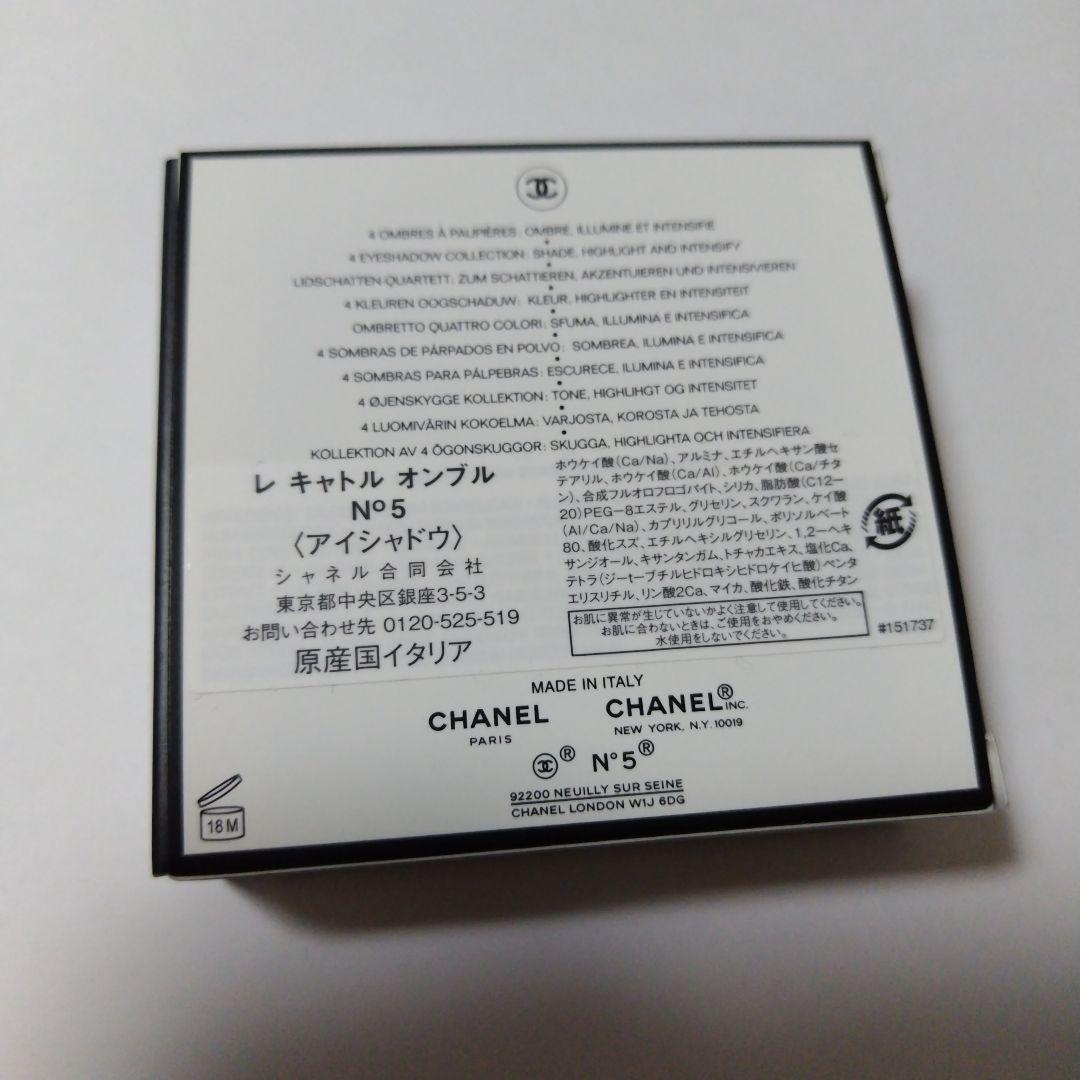 4 OMBRES À PAUPIÈRES : OMBRE, ILLUMINE ET INTENSIFIE
4 EYESHADOW COLLECTION : SHADE, HIGHLIGHT AND INTENSIFY
LIDSCHATTEN-QUARTETT: ZUM SCHATTIEREN, AKZENTUIEREN UND INTENSIVIEREN
4 KLEUREN OOGSCHADUW: KLEUR, HIGHLIGHTER EN INTENSITEIT
OMBRETTO QUATTRO COLORI: SFUMA, ILLUMINA E INTENSIFICA
4 SOMBRAS DE PÁRPADOS EN POLVO: SOMBREA, ILUMINA E INTENSIFICA
4 SOMBRAS PARA PÁLPEBRAS: ESCURECE, ILUMINA E INTENSIFICA
4 ØJENSKYGGE KOLLEKTION: TONE, HIGHLIHGT OG INTENSITET
4 LUOMIVÄRIN KOKOELMA: VARJOSTA, KOROSTA JA TEHOSTA
KOLLEKTION AV 4 ÖGONSKUGGOR: SKUGGA, HIGHLIGHTA OCH INTENSIFIERA
レ キャトル オンブル
Nº5
〈アイシャドウ〉
シャネル合同会社
東京都中央区銀座3-5-3
お問い合わせ先 0120-525-519
原産国イタリア
ホウケイ酸(Ca/Na)、アルミナ、エチルヘキサン酸セ
テアリル、ホウケイ酸(Ca/Al)、ホウケイ酸(Ca/チタ
ン)、合成フルオロフロゴパイト、シリカ、脂肪酸(C12ー
20)PEGー8エステル、グリセリン、スクワラン、ケイ酸
(Al/Ca/Na)、カプリリルグリコール、ポリソルベート
80、酸化スズ、エチルヘキシルグリセリン、1,2ーヘキ
サンジオール、キサンタンガム、トチャカエキス、塩化Ca、
テトラ(ジーtーブチルヒドロキシヒドロケイヒ酸)ペンタ
エリスリチル、リン酸2Ca、マイカ、酸化鉄、酸化チタン
お肌に異常が生じていないかよく注意して使用してください。
お肌に合わないときは、ご使用をおやめください。
水使用をしないでください。
#151737
紙
MADE IN ITALY
CHANEL
PARIS
CHANEL® INC.
NEW YORK, N.Y. 10019
® N°5®
92200 NEUILLY SUR SEINE
CHANEL LONDON W1J 6DG
18M